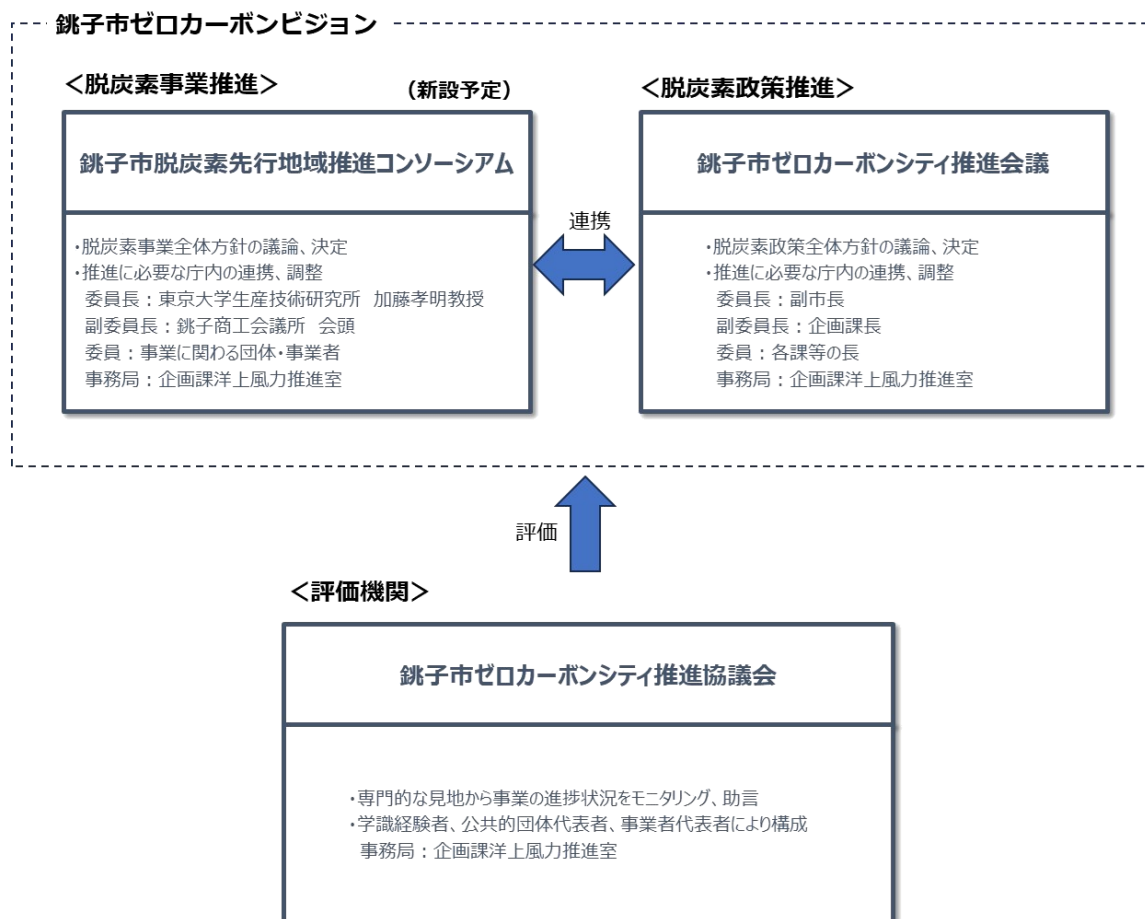 銚子市ゼロカーボンビジョン
＜脱炭素事業推進＞
（新設予定）
銚子市脱炭素先行地域推進コンソーシアム
・脱炭素事業全体方針の議論、決定
・推進に必要な庁内の連携、調整
委員長：東京大学生産技術研究所　加藤孝明教授
副委員長：銚子商工会議所　会頭
委員：事業に関わる団体・事業者
事務局：企画課洋上風力推進室
連携
＜脱炭素政策推進＞
銚子市ゼロカーボンシティ推進会議
・脱炭素政策全体方針の議論、決定
・推進に必要な庁内の連携、調整
委員長：副市長
副委員長：企画課長
委員：各課等の長
事務局：企画課洋上風力推進室
評価
＜評価機関＞
銚子市ゼロカーボンシティ推進協議会
・専門的な見地から事業の進捗状況をモニタリング、助言
・学識経験者、公共的団体代表者、事業者代表者により構成
事務局：企画課洋上風力推進室